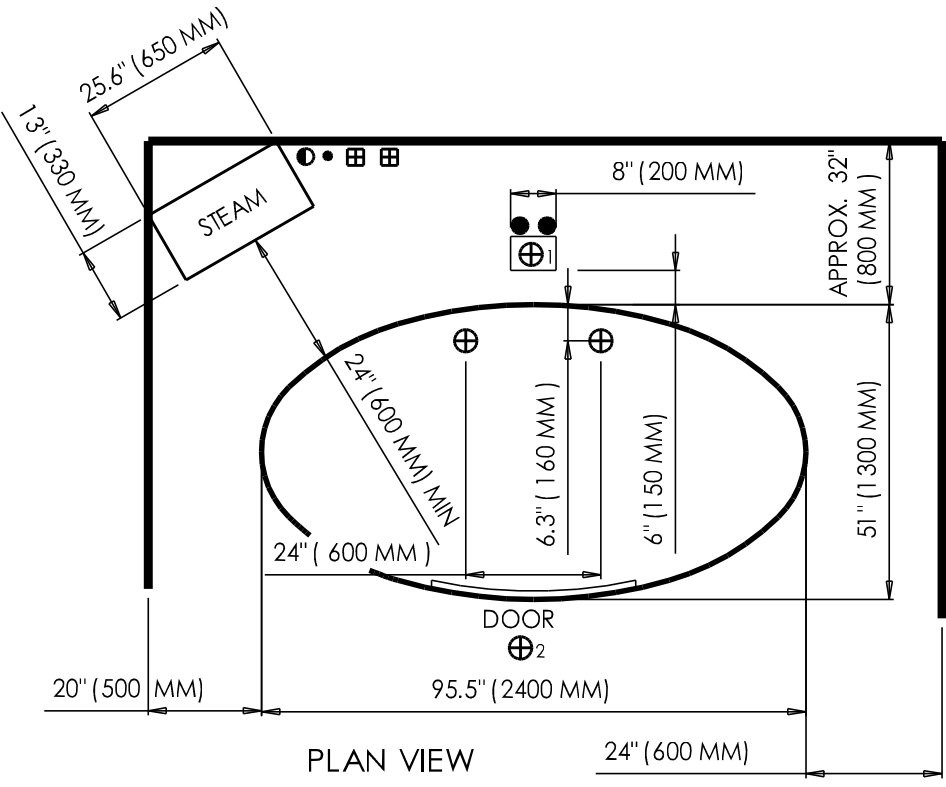 25.6" (650 MM)
13" (330 MM)
STEAM
8" (200 MM)
APPROX. 32"
(800 MM )
1
24" (600 MM) MIN
6.3" ( 160 MM )
6" (150 MM)
51" (1300 MM)
24" ( 600 MM )
DOOR
2
20" (500 MM)
95.5" (2400 MM)
PLAN VIEW
24" (600 MM)